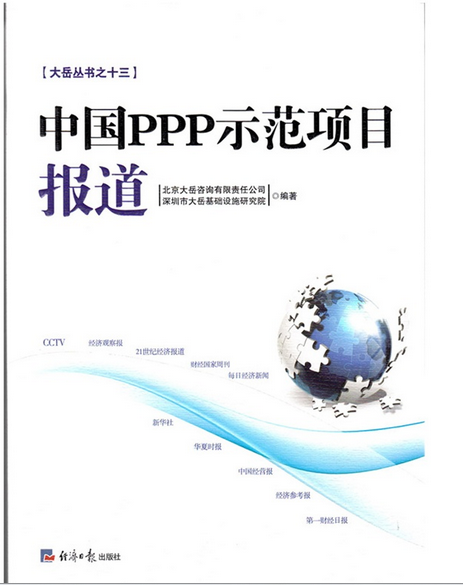 【大岳丛书之十三】
中国PPP示范项目
报道
北京大岳咨询有限责任公司
深圳市大岳基础设施研究院
◎编著
CCTV
经济观察报
21世纪经济报道
财经国家周刊
每日经济新闻
新华社
华夏时报
中国经营报
经济参考报
第一财经日报
经济日报出版社